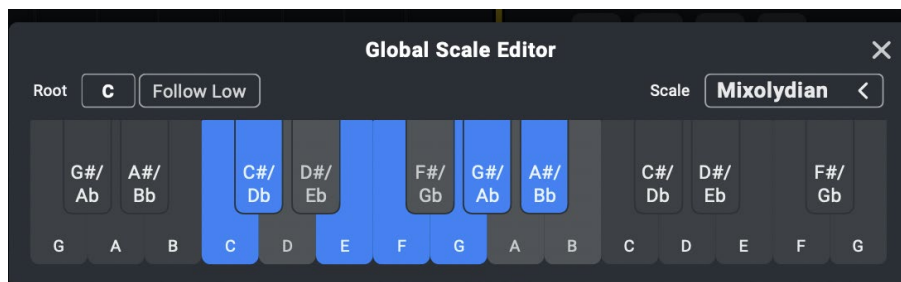 Global Scale Editor
Root C Follow Low Scale Mixolydian
G#/ A#/ C#/ D#/ F#/ G#/ A#/ C#/ D#/ F#/
Ab Bb Db Eb Gb Ab Bb Db Eb Gb
G A B C D E F G A B C D E F G